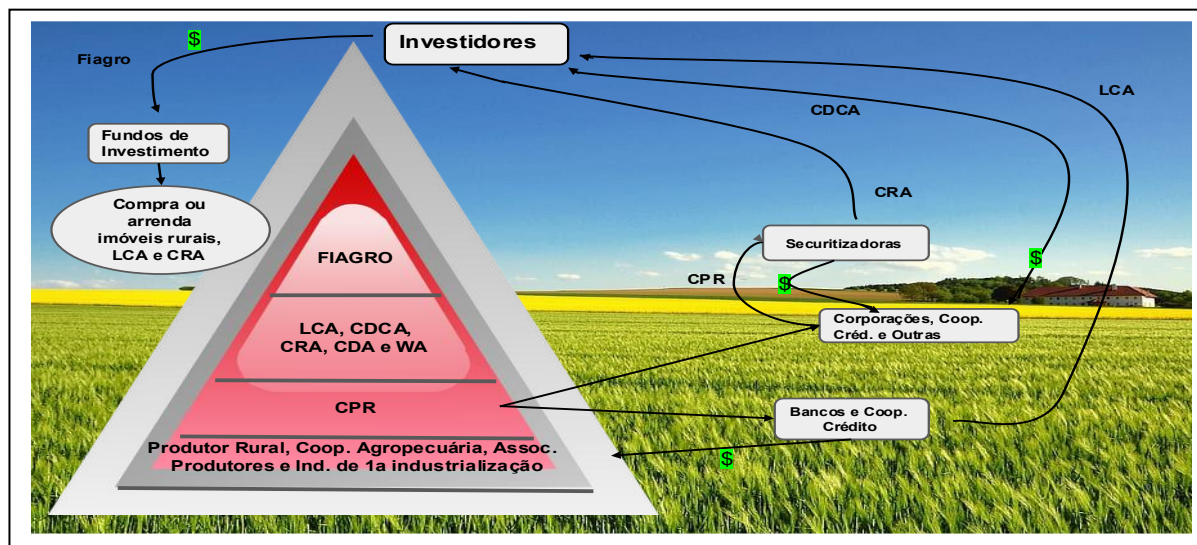 $
Investidores
Fiagro
LCA
CDCA
Fundos de
Investimento
CRA
Compra ou
arrenda
imóveis rurais,
LCA e CRA
Securitizadoras
FIAGRO
$
CPR
$
LCA, CDCA,
CRA, CDA e WA
Corporações, Coop.
Créd. e Outras
CPR
Bancos e Coop.
Crédito
Produtor Rural, Coop. Agropecuária, Assoc.
Produtores e Ind. de 1a industrialização
$